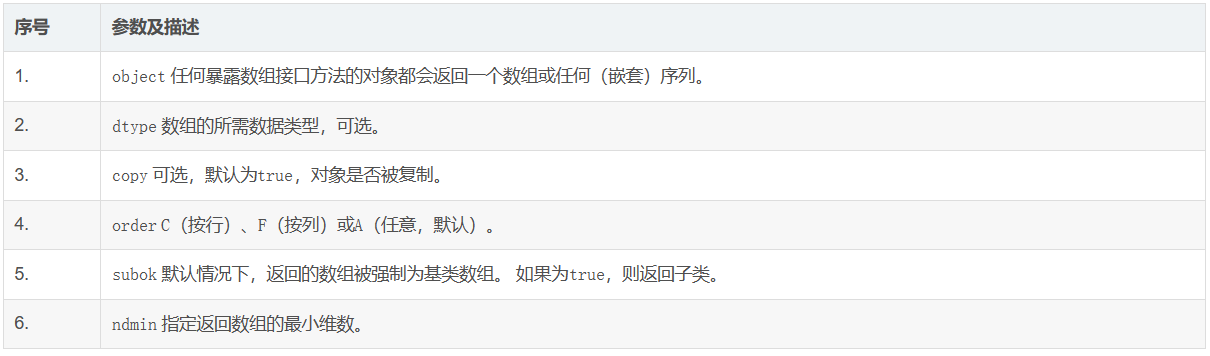 序号 参数及描述
1. object 任何暴露数组接口方法的对象都会返回一个数组或任何（嵌套）序列。
2. dtype 数组的所需数据类型，可选。
3. copy 可选，默认为true，对象是否被复制。
4. order C（按行）、F（按列）或A（任意，默认）。
5. subok 默认情况下，返回的数组被强制为基类数组。 如果为true，则返回子类。
6. ndmin 指定返回数组的最小维数。